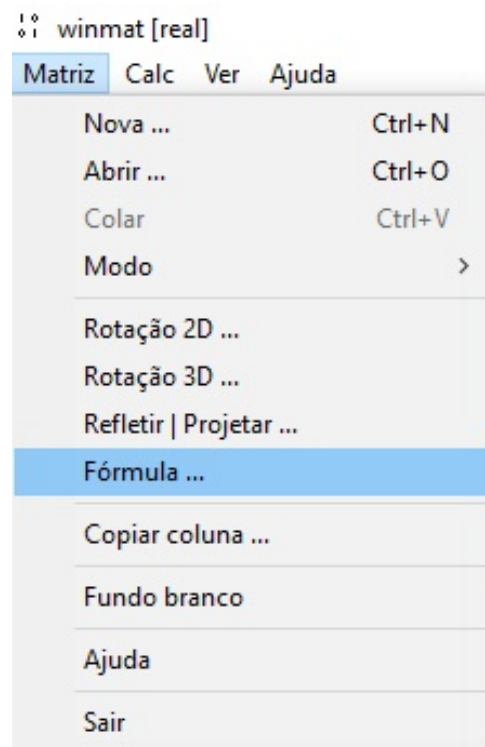 winmat [real]
Matriz Calc Ver Ajuda
Nova ... Ctrl+N
Abrir ... Ctrl+O
Colar Ctrl+V
Modo >
Rotação 2D ...
Rotação 3D ...
Refletir | Projetar ...
Fórmula ...
Copiar coluna ...
Fundo branco
Ajuda
Sair